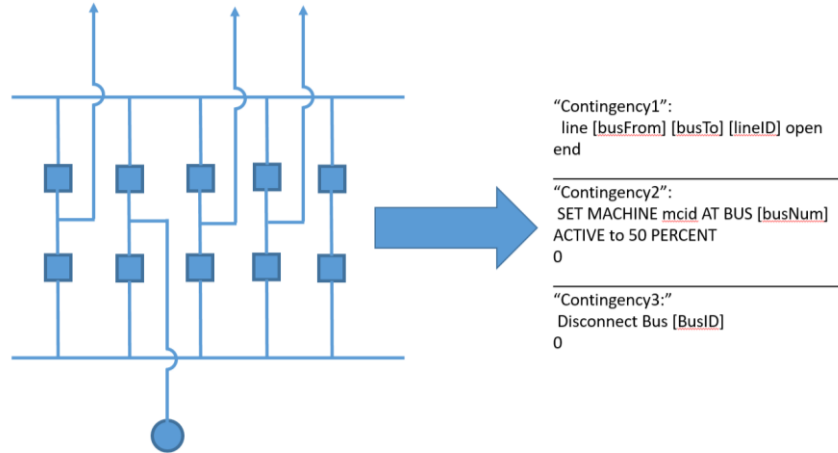 “Contingency1”:
line [busFrom] [busTo] [lineID] open
end
“Contingency2”:
SET MACHINE mcid AT BUS [busNum]
ACTIVE to 50 PERCENT
0
“Contingency3:”
Disconnect Bus [BusID]
0